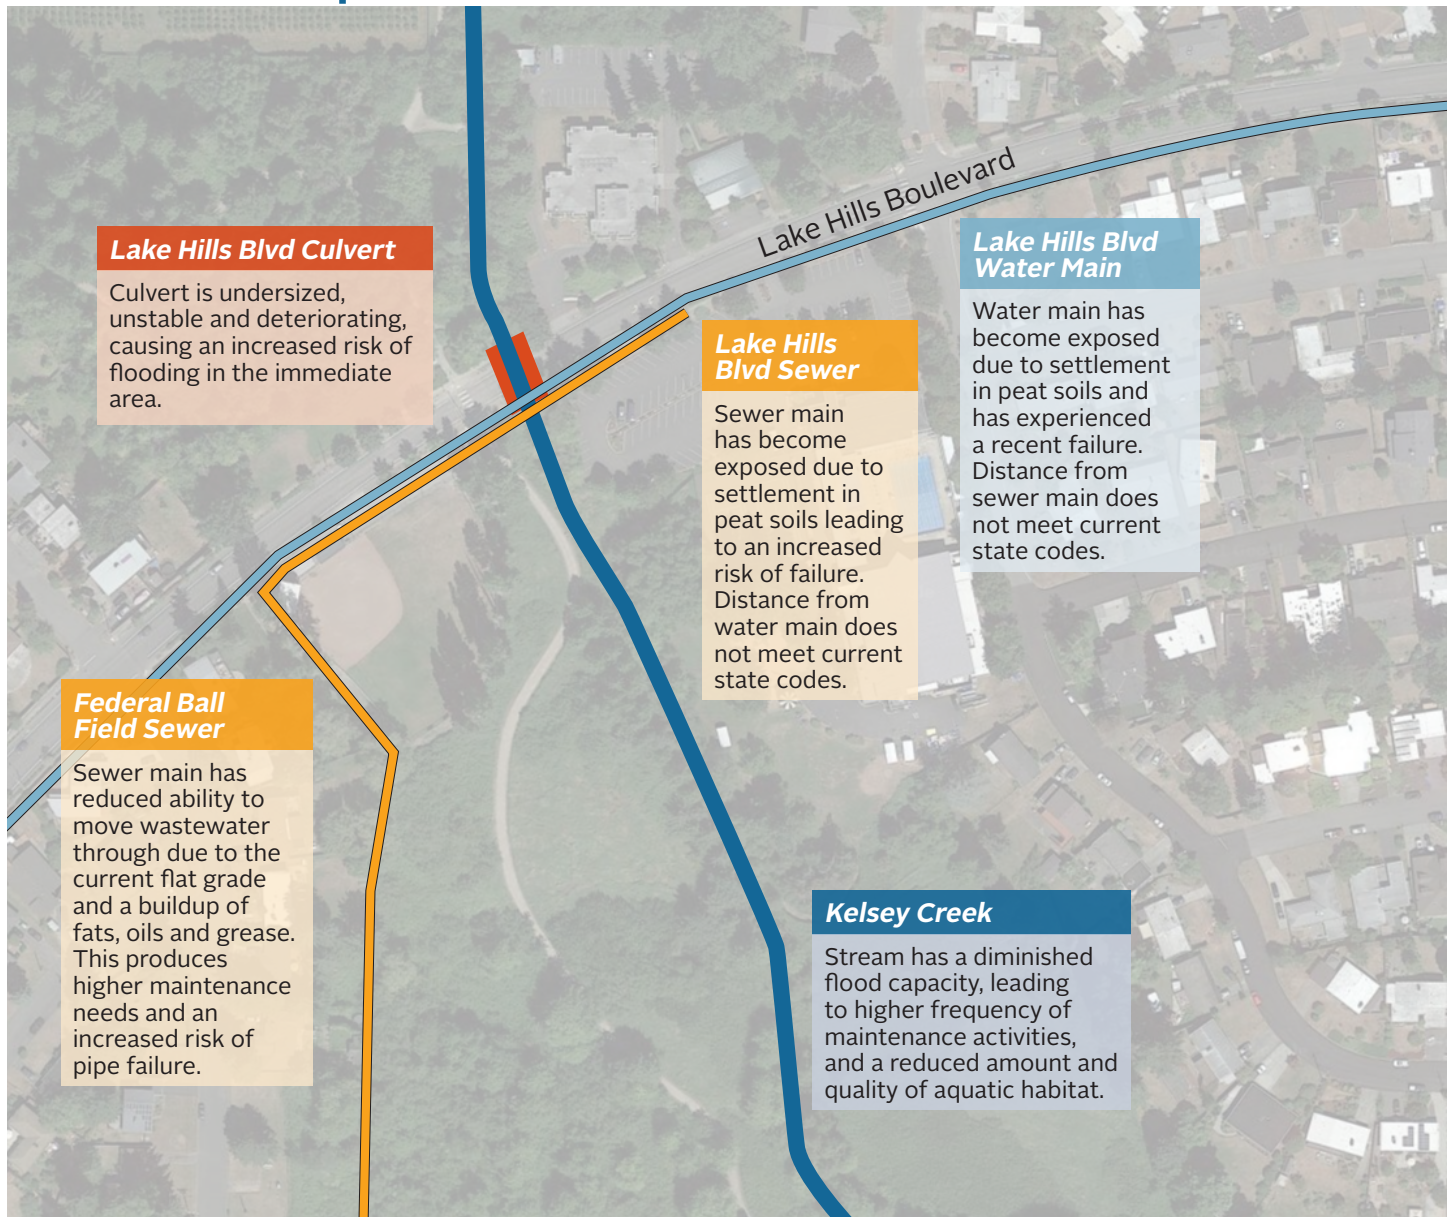 Lake Hills Boulevard
Lake Hills Blvd Culvert
Culvert is undersized,
unstable and deteriorating,
causing an increased risk of
flooding in the immediate
area.
Lake Hills Blvd
Water Main
Water main has
become exposed
due to settlement
in peat soils and
has experienced
a recent failure.
Distance from
sewer main does
not meet current
state codes.
Lake Hills
Blvd Sewer
Sewer main
has become
exposed due to
settlement in
peat soils leading
to an increased
risk of failure.
Distance from
water main does
not meet current
state codes.
Federal Ball
Field Sewer
Sewer main has
reduced ability to
move wastewater
through due to the
current flat grade
and a buildup of
fats, oils and grease.
This produces
higher maintenance
needs and an
increased risk of
pipe failure.
Kelsey Creek
Stream has a diminished
flood capacity, leading
to higher frequency of
maintenance activities,
and a reduced amount and
quality of aquatic habitat.